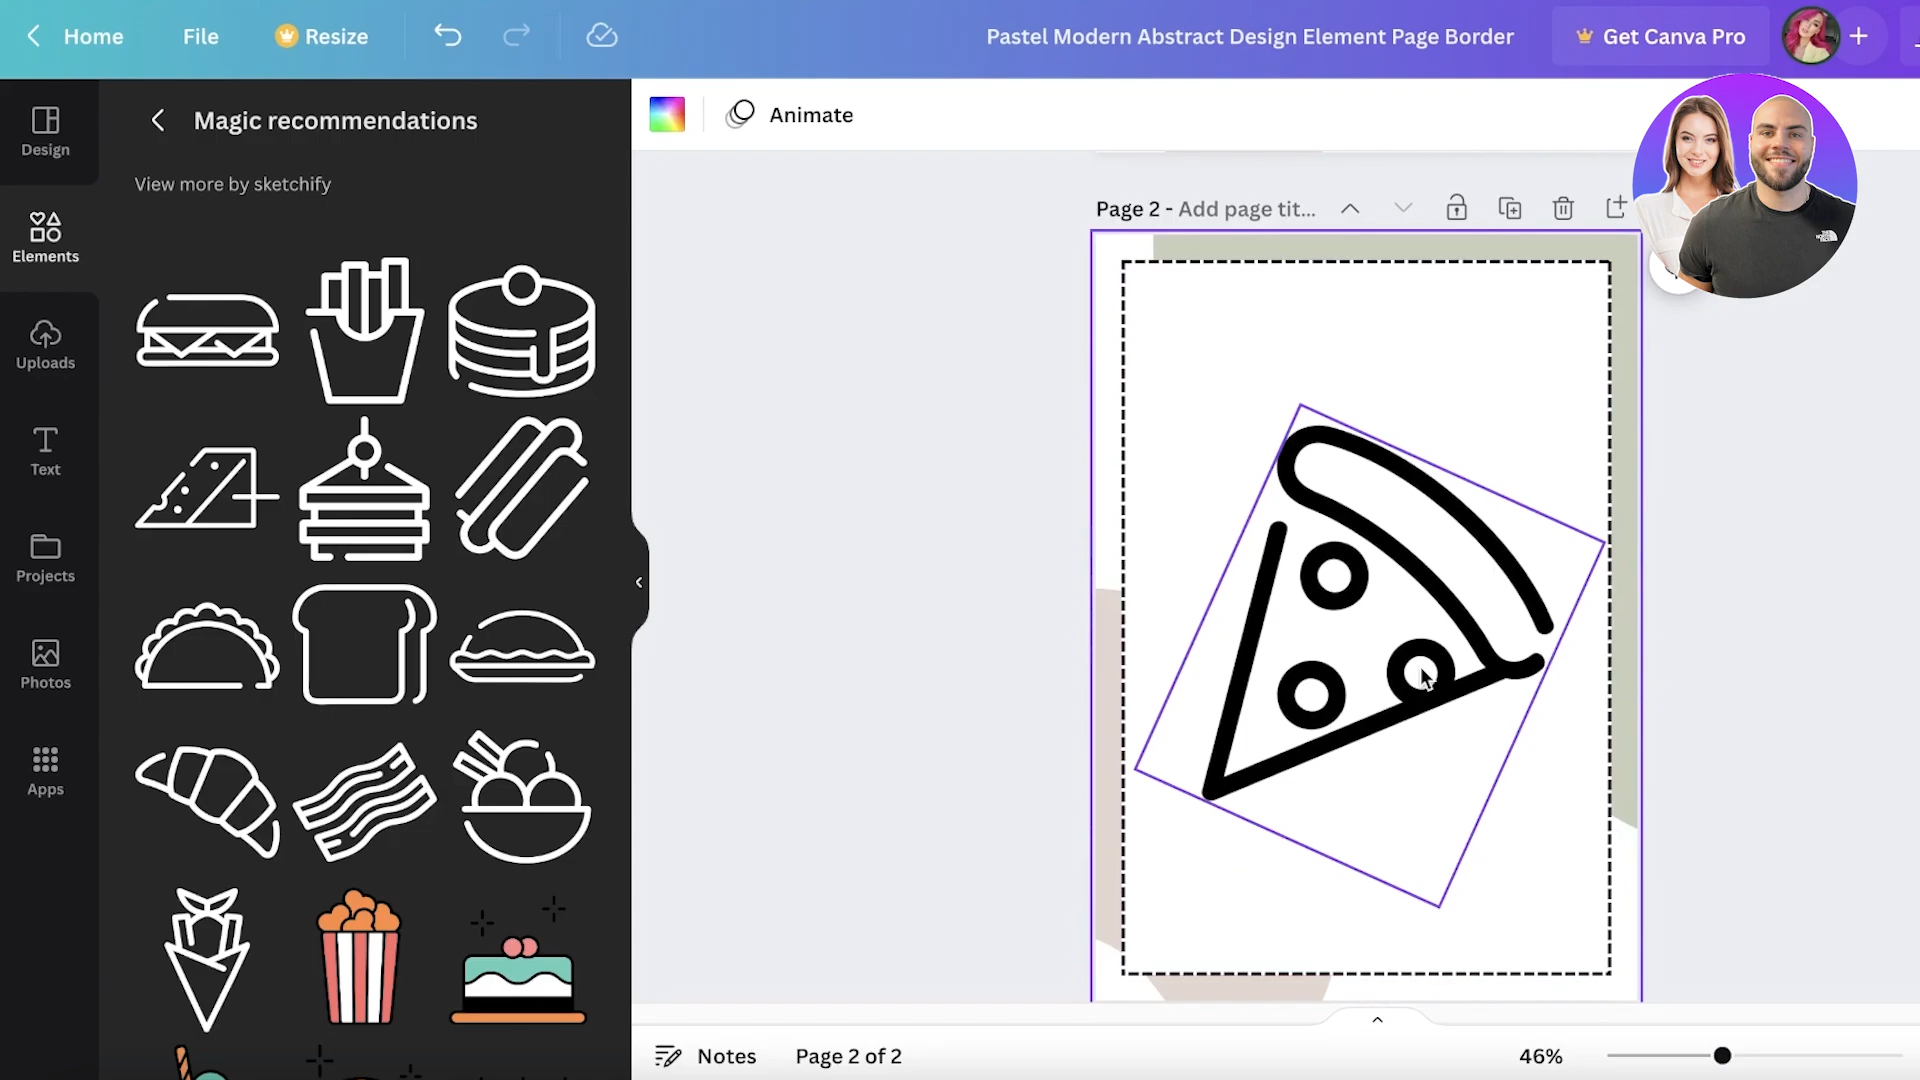 Home
File
Resize
Pastel Modern Abstract Design Element Page Border
Get Canva Pro
Design
Elements
Uploads
Text
Projects
Photos
Apps
Magic recommendations
View more by sketchify
Animate
Page 2 - Add page tit...
Notes
Page 2 of 2
46%